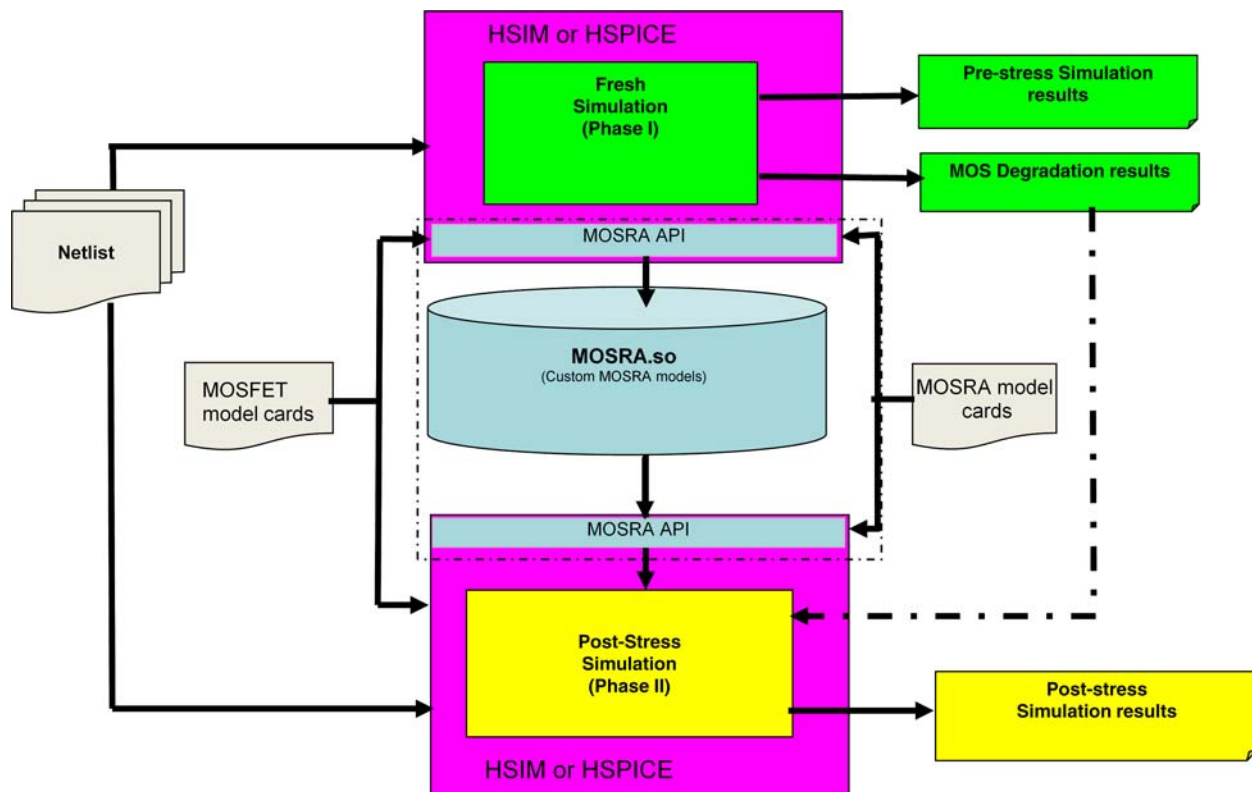 HSIM or HSPICE
Fresh
Simulation
(Phase I)
Pre-stress Simulation
results
MOS Degradation results
Netlist
MOSRA API
MOSRA.so
(Custom MOSRA models)
MOSFET
model cards
MOSRA model
cards
MOSRA API
Post-Stress
Simulation
(Phase II)
Post-stress
Simulation results
HSIM or HSPICE